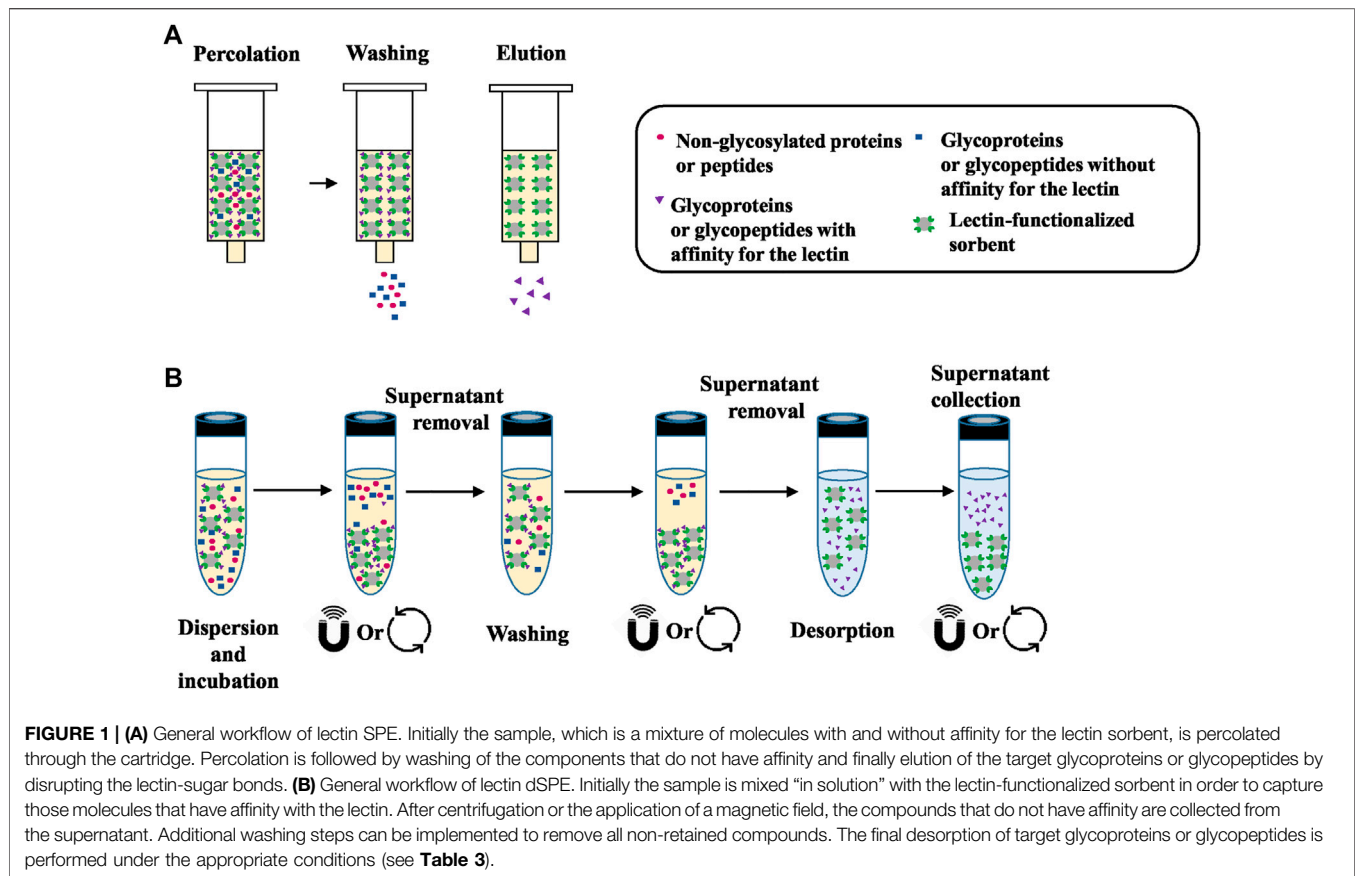 A
Percolation
Washing
Elution
Non-glycosylated proteins
or peptides
Glycoproteins
or glycopeptides with
affinity for the lectin
Glycoproteins
or glycopeptides without
affinity for the lectin
Lectin-functionalized
sorbent
B
Supernatant
removal
Supernatant
removal
Supernatant
collection
Dispersion
and
incubation
Or
Washing
Or
Desorption
Or
FIGURE 1 | (A) General workflow of lectin SPE. Initially the sample, which is a mixture of molecules with and without affinity for the lectin sorbent, is percolated
through the cartridge. Percolation is followed by washing of the components that do not have affinity and finally elution of the target glycoproteins or glycopeptides by
disrupting the lectin-sugar bonds. (B) General workflow of lectin dSPE. Initially the sample is mixed “in solution” with the lectin-functionalized sorbent in order to capture
those molecules that have affinity with the lectin. After centrifugation or the application of a magnetic field, the compounds that do not have affinity are collected from
the supernatant. Additional washing steps can be implemented to remove all non-retained compounds. The final desorption of target glycoproteins or glycopeptides is
performed under the appropriate conditions (see Table 3).